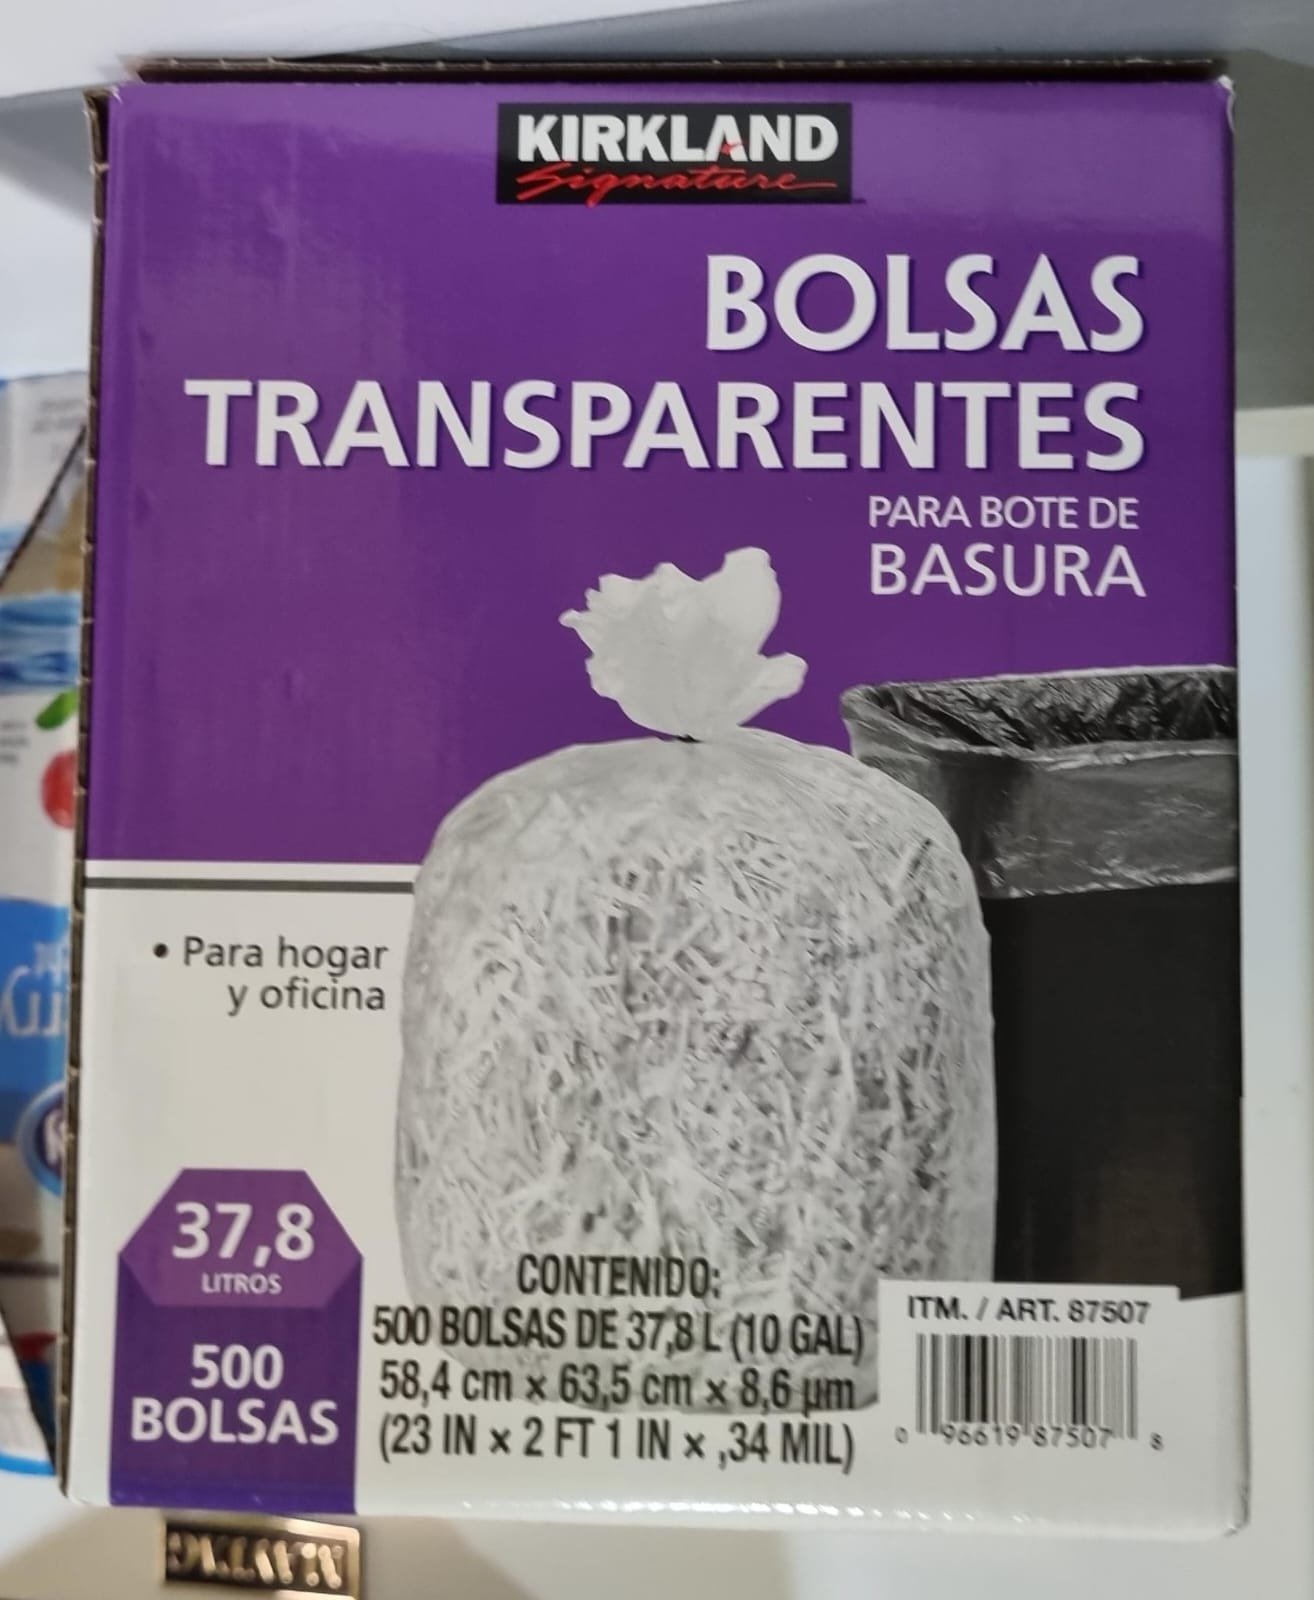 KIRKLAND
Signature
BOLSAS
TRANSPARENTES
PARA BOTE DE
BASURA
• Para hogar
y oficina
37,8
LITROS
500
BOLSAS
CONTENIDO:
500 BOLSAS DE 37,8 L (10 GAL)
58,4 cm x 63,5 cm x 8,6 µm
(23 IN x 2 FT 1 IN x ,34 MIL)
ITM. / ART. 87507
0 96619 87507 8